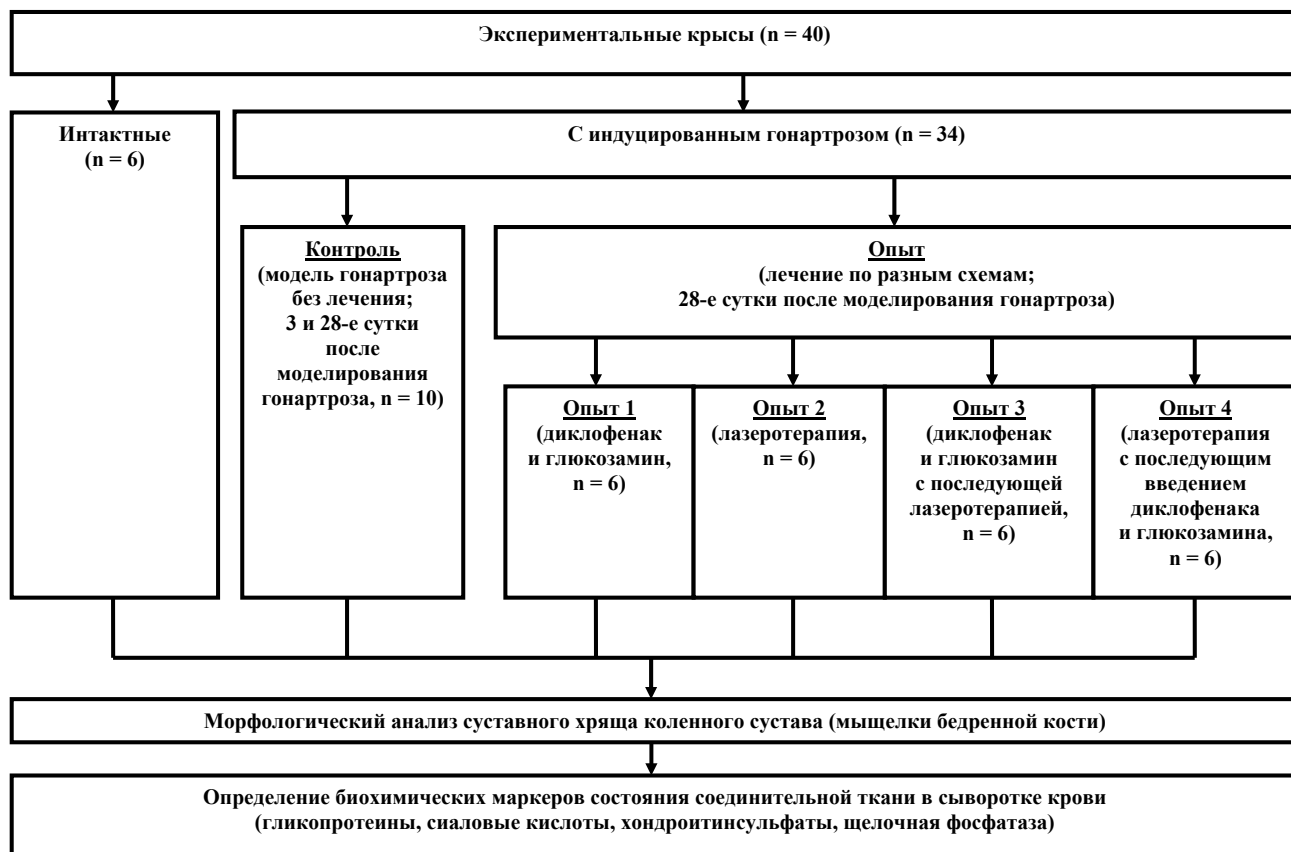 Экспериментальные крысы (n = 40)
Интактные
(n = 6)
С индуцированным гонартрозом (n = 34)
Контроль
(модель гонартроза
без лечения;
3 и 28-е сутки
после
моделирования
гонартроза, n = 10)
Опыт
(лечение по разным схемам;
28-е сутки после моделирования гонартроза)
Опыт 1
(диклофенак
и глюкозамин,
n = 6)
Опыт 2
(лазеротерапия,
n = 6)
Опыт 3
(диклофенак
и глюкозамин
с последующей
лазеротерапией,
n = 6)
Опыт 4
(лазеротерапия
с последующим
введением
диклофенака
и глюкозамина,
n = 6)
Морфологический анализ суставного хряща коленного сустава (мыщелки бедренной кости)
Определение биохимических маркеров состояния соединительной ткани в сыворотке крови
(гликопротеины, сиаловые кислоты, хондроитинсульфаты, щелочная фосфатаза)